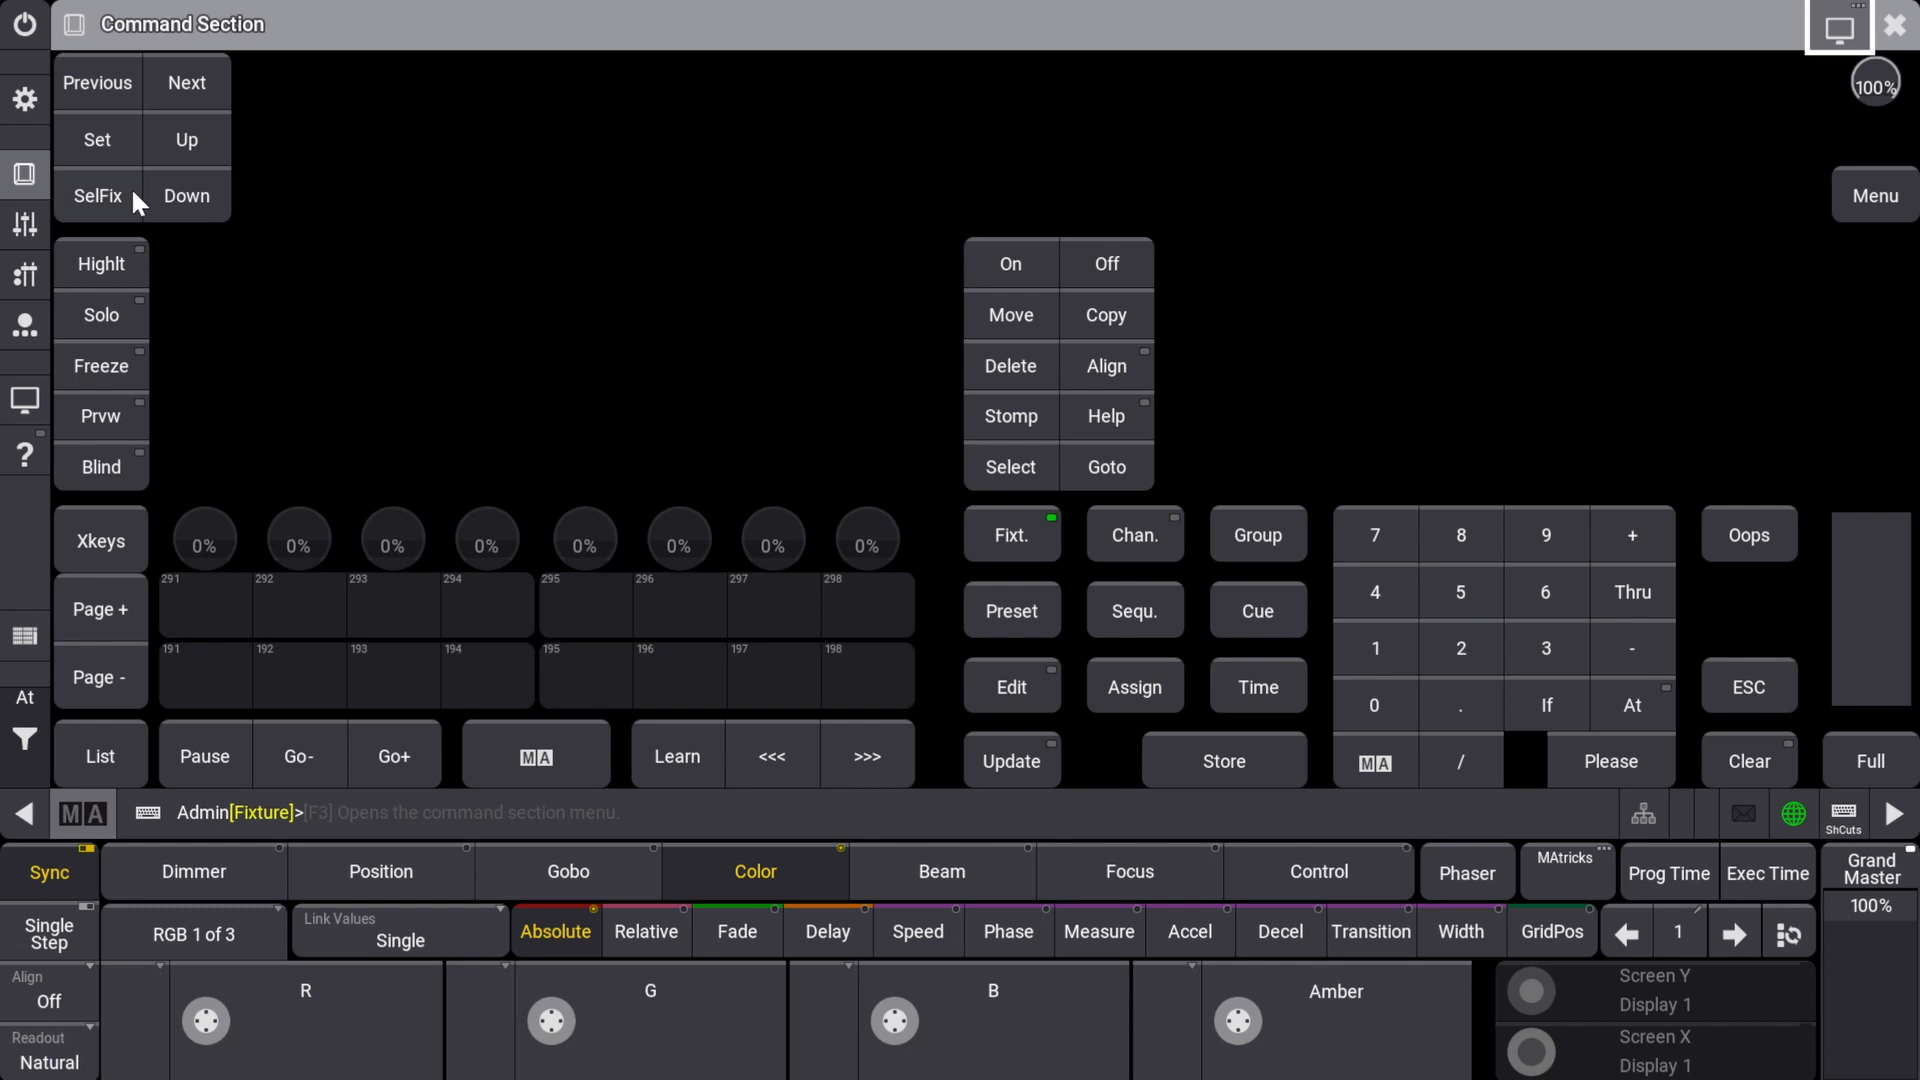 Command Section
100%
Previous
Next
Set
Up
SelFix
Down
Menu
Highlt
Solo
Freeze
Prvw
Blind
On
Off
Move
Copy
Delete
Align
Stomp
Help
Select
Goto
Xkeys
0%
0%
0%
0%
0%
0%
0%
0%
Page +
291
292
293
294
295
296
297
298
Page -
191
192
193
194
195
196
197
198
List
Pause
Go-
Go+
MA
Learn
<<<
>>>
Fixt.
Chan.
Group
Preset
Sequ.
Cue
Edit
Assign
Time
Update
Store
7
8
9
+
4
5
6
Thru
1
2
3
-
0
.
If
At
MA
/
Please
Oops
ESC
Clear
Full
At
?
MA
Admin[Fixture]>[F3] Opens the command section menu.
ShCuts
Sync
Dimmer
Position
Gobo
Color
Beam
Focus
Control
Phaser
MAtricks
Prog Time
Exec Time
Grand
Master
100%
Single
Step
RGB 1 of 3
Link Values
Single
Absolute
Relative
Fade
Delay
Speed
Phase
Measure
Accel
Decel
Transition
Width
GridPos
1
Align
Off
Readout
Natural
R
G
B
Amber
Screen Y
Display 1
Screen X
Display 1